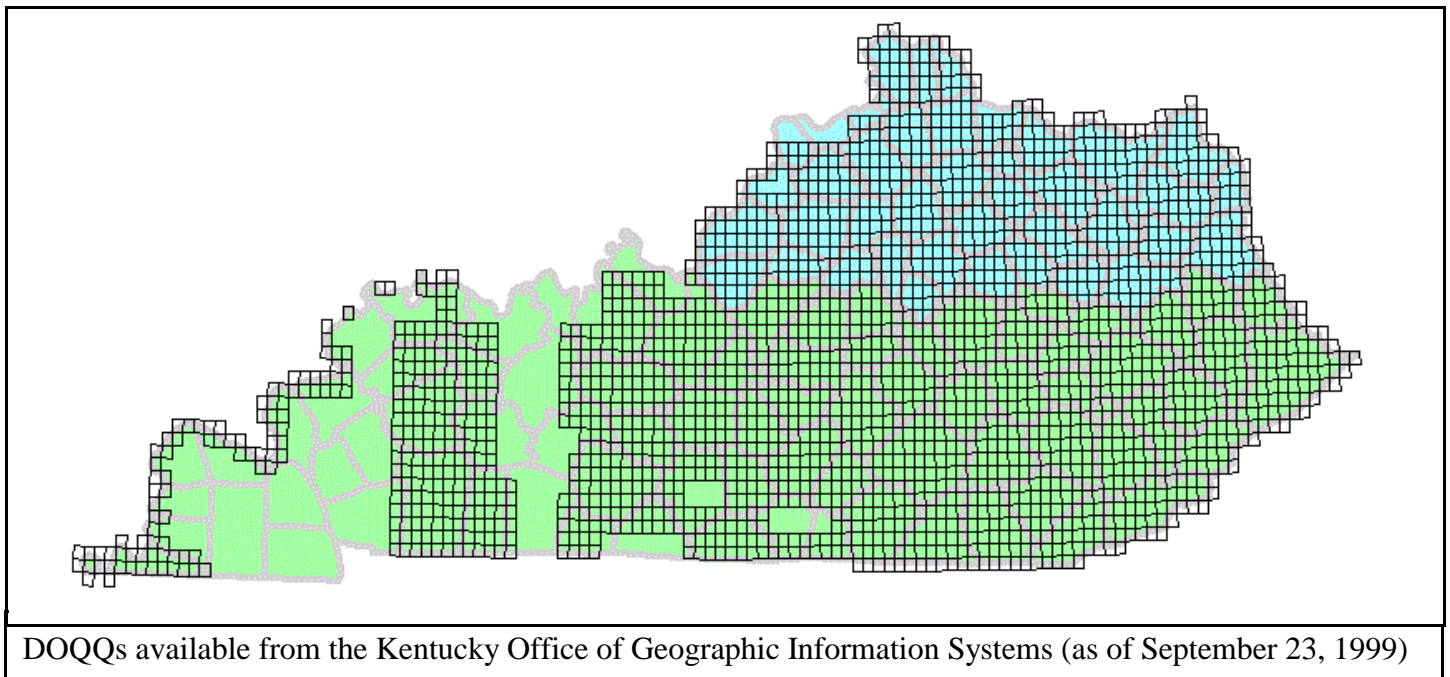 DOQQs available from the Kentucky Office of Geographic Information Systems (as of September 23, 1999)